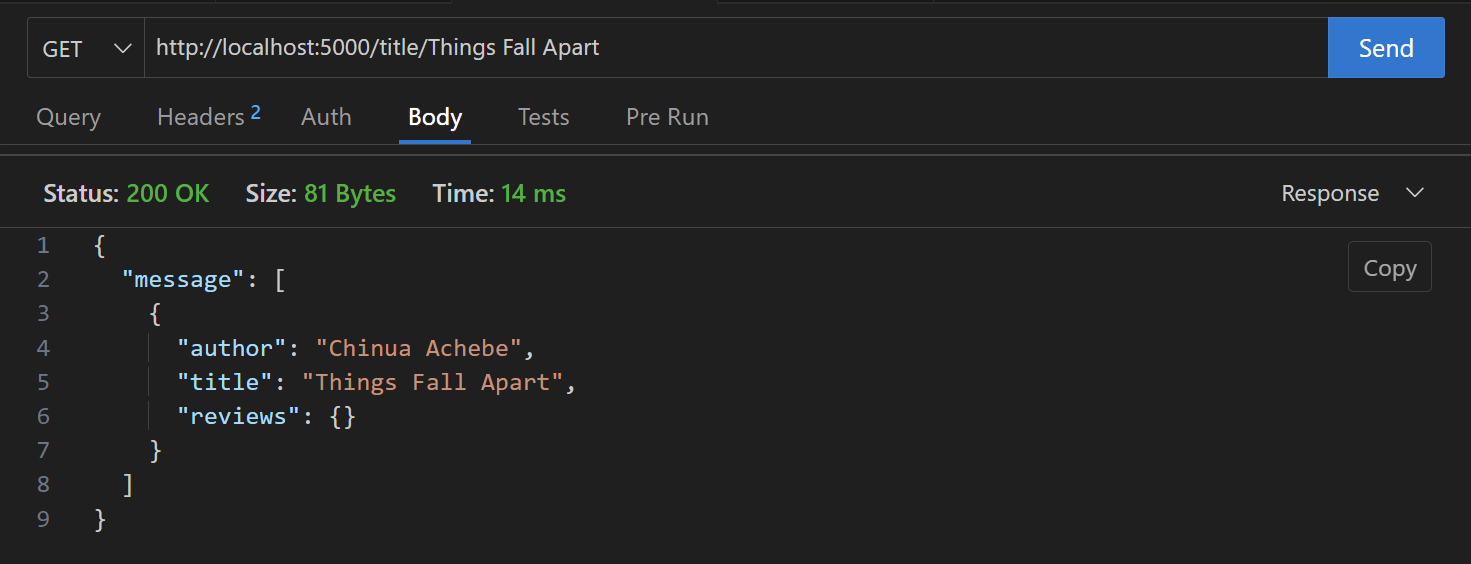 GET http://localhost:5000/title/Things Fall Apart Send
Query Headers 2 Auth Body Tests Pre Run
Status: 200 OK Size: 81 Bytes Time: 14 ms Response
1 {
Copy
2 "message": [
3 {
4 "author": "Chinua Achebe",
5 "title": "Things Fall Apart",
6 "reviews": {}
7 }
8 ]
9 }